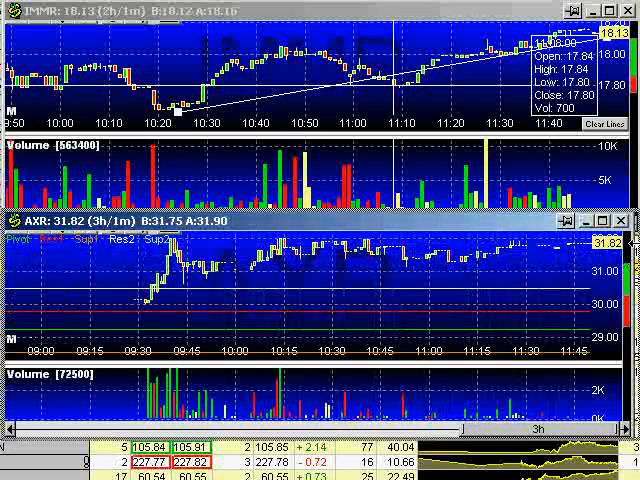 IMMR: 18.13 (2h/1m) B:18.12 A:18.16
18.20
18.13
11:08:00
Open: 17.84
High: 17.84
Low: 17.80
Close: 17.80
Vol: 700
18.00
17.80
M
9:50 10:00 10:10 10:20 10:30 10:40 10:50 11:00 11:10 11:20 11:30 11:40
Clear Lines
Volume [563400]
10K
5K
AXR: 31.82 (3h/1m) B:31.75 A:31.90
Pivot Res1 Sup1 Res2 Sup2
31.82
31.00
30.00
29.00
M
09:00 09:15 09:30 09:45 10:00 10:15 10:30 10:45 11:00 11:15 11:30 11:45
Volume [72500]
2K
0K
3h
5 105.84 105.91 2 105.85 + 2.14 77 40.04
2 227.77 227.82 3 227.78 - 0.72 16 10.66
17 60.54 60.55 2 60.55 + 0.73 25 22.49